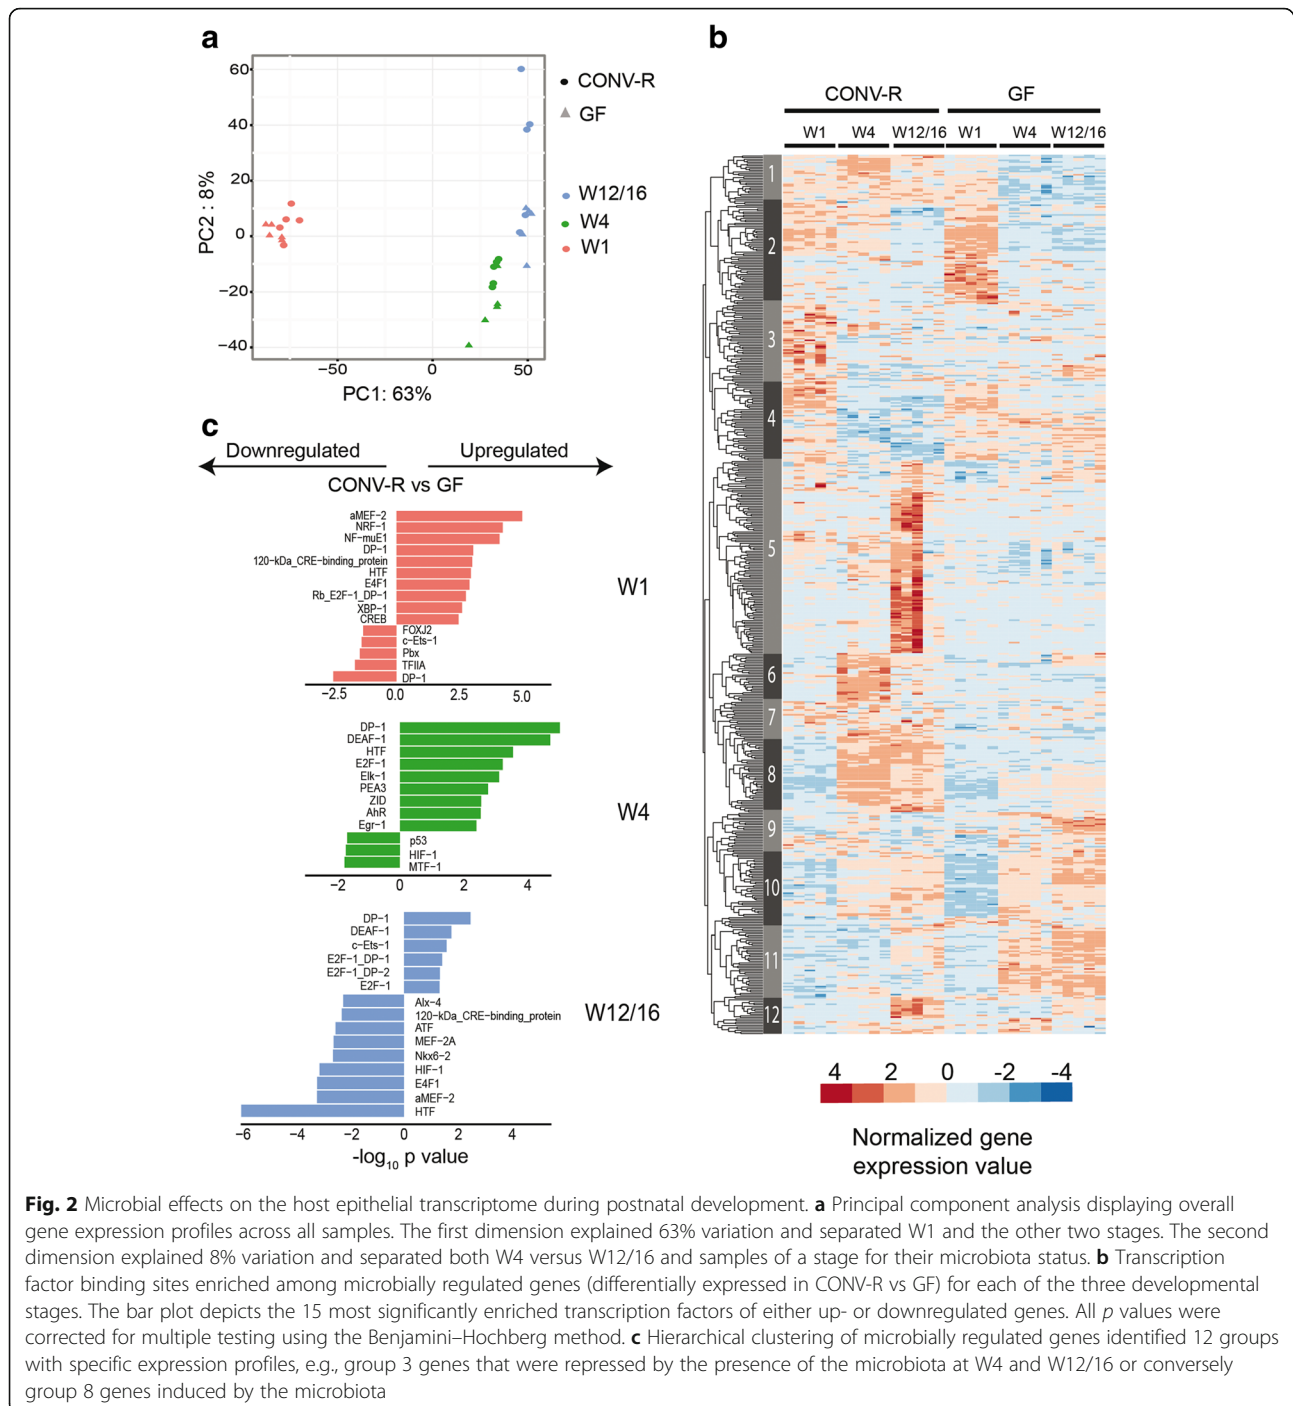 a
60
40
20
0
−20
−40
PC2 : 8%
−50
0
50
PC1: 63%
CONV-R
GF
W12/16
W4
W1
b
CONV-R
GF
W1
W4
W12/16
W1
W4
W12/16
1
2
3
4
5
6
7
8
9
10
11
12
4
2
0
-2
-4
Normalized gene
expression value
c
Downregulated
Upregulated
CONV-R vs GF
aMEF-2
NRF-1
NF-muE1
DP-1
120-kDa_CRE-binding_protein
HTF
E4F1
Rb_E2F-1_DP-1
XBP-1
CREB
FOXJ2
c-Ets-1
Pbx
TFIIA
DP-1
−2.5
0.0
2.5
5.0
W1
DP-1
DEAF-1
HTF
E2F-1
Elk-1
PEA3
ZID
AhR
Egr-1
p53
HIF-1
MTF-1
−2
0
2
4
W4
DP-1
DEAF-1
c-Ets-1
E2F-1_DP-1
E2F-1_DP-2
E2F-1
Alx-4
120-kDa_CRE-binding_protein
ATF
MEF-2A
Nkx6-2
HIF-1
E4F1
aMEF-2
HTF
−6
−4
−2
0
2
4
-log10 p value
W12/16
Fig. 2 Microbial effects on the host epithelial transcriptome during postnatal development. a Principal component analysis displaying overall
gene expression profiles across all samples. The first dimension explained 63% variation and separated W1 and the other two stages. The second
dimension explained 8% variation and separated both W4 versus W12/16 and samples of a stage for their microbiota status. b Transcription
factor binding sites enriched among microbially regulated genes (differentially expressed in CONV-R vs GF) for each of the three developmental
stages. The bar plot depicts the 15 most significantly enriched transcription factors of either up- or downregulated genes. All p values were
corrected for multiple testing using the Benjamini–Hochberg method. c Hierarchical clustering of microbially regulated genes identified 12 groups
with specific expression profiles, e.g., group 3 genes that were repressed by the presence of the microbiota at W4 and W12/16 or conversely
group 8 genes induced by the microbiota